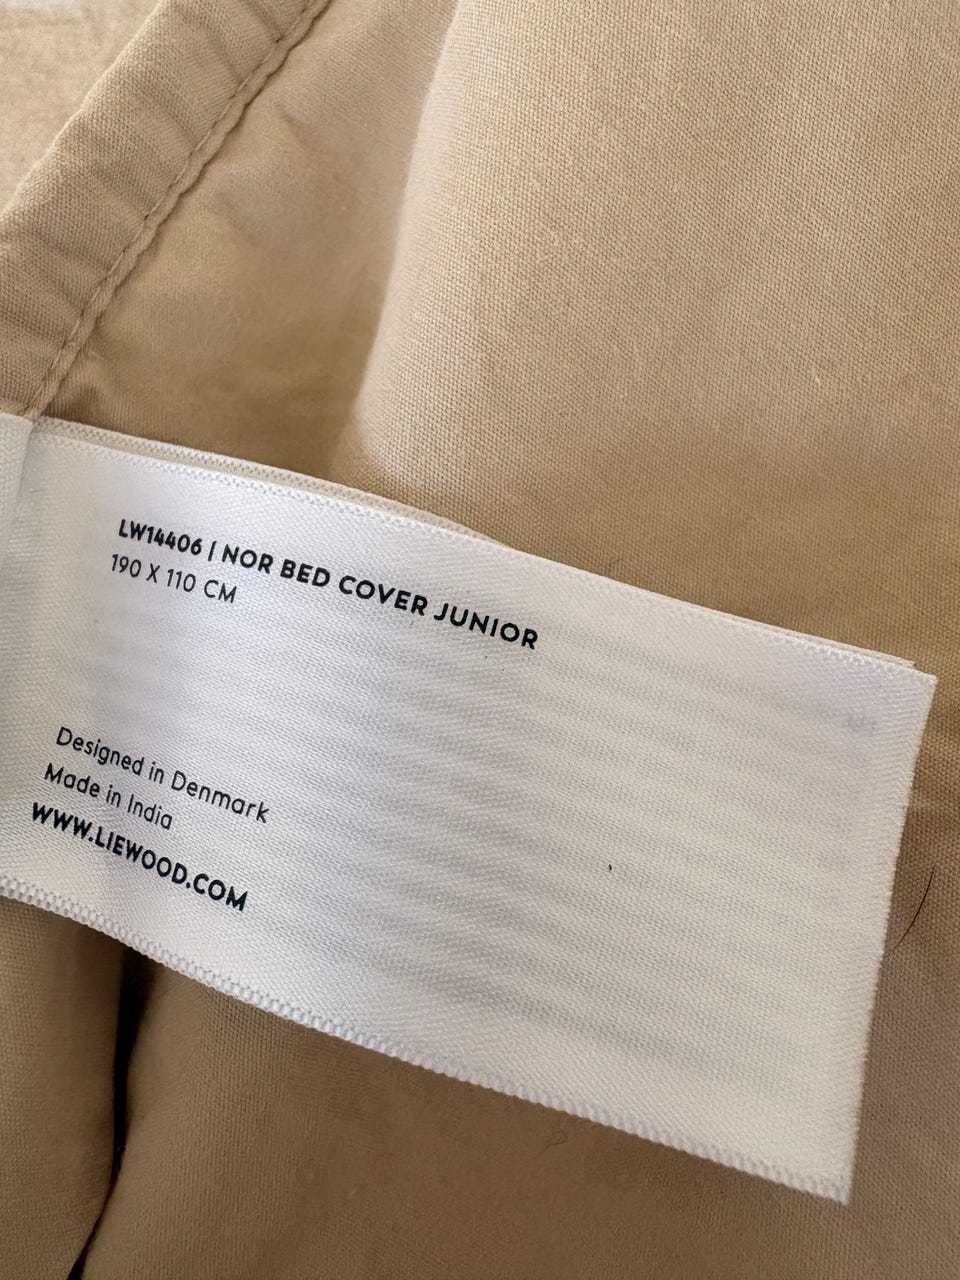 LW14406 | NOR BED COVER JUNIOR
190 X 110 CM
Designed in Denmark
Made in India
WWW.LIEWOOD.COM